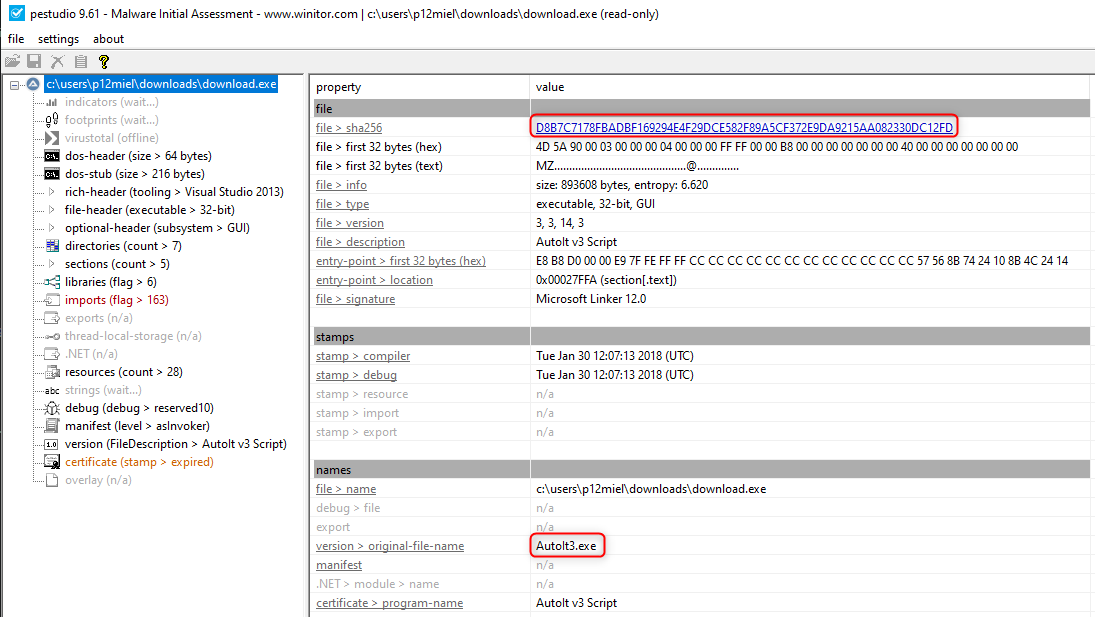 pestudio 9.61 - Malware Initial Assessment - www.winitor.com | c:\users\p12miel\downloads\download.exe (read-only)
file settings about
c:\users\p12miel\downloads\download.exe
indicators (wait...)
footprints (wait...)
virustotal (offline)
dos-header (size > 64 bytes)
dos-stub (size > 216 bytes)
rich-header (tooling > Visual Studio 2013)
file-header (executable > 32-bit)
optional-header (subsystem > GUI)
directories (count > 7)
sections (count > 5)
libraries (flag > 6)
imports (flag > 163)
exports (n/a)
thread-local-storage (n/a)
.NET (n/a)
resources (count > 28)
abc strings (wait...)
debug (debug > reserved10)
manifest (level > asInvoker)
1.0 version (FileDescription > AutoIt v3 Script)
certificate (stamp > expired)
overlay (n/a)
property value
file
file > sha256 D8B7C7178FBADBF169294E4F29DCE582F89A5CF372E9DA9215AA082330DC12FD
file > first 32 bytes (hex) 4D 5A 90 00 03 00 00 00 04 00 00 00 FF FF 00 00 B8 00 00 00 00 00 00 00 40 00 00 00 00 00 00 00
file > first 32 bytes (text) MZ..........................................@..............
file > info size: 893608 bytes, entropy: 6.620
file > type executable, 32-bit, GUI
file > version 3, 3, 14, 3
file > description AutoIt v3 Script
entry-point > first 32 bytes (hex) E8 B8 D0 00 00 E9 7F FE FF FF CC CC CC CC CC CC CC CC CC CC CC CC 57 56 8B 74 24 10 8B 4C 24 14
entry-point > location 0x00027FFA (section[.text])
file > signature Microsoft Linker 12.0
stamps
stamp > compiler Tue Jan 30 12:07:13 2018 (UTC)
stamp > debug Tue Jan 30 12:07:13 2018 (UTC)
stamp > resource n/a
stamp > import n/a
stamp > export n/a
names
file > name c:\users\p12miel\downloads\download.exe
debug > file n/a
export n/a
version > original-file-name AutoIt3.exe
manifest n/a
.NET > module > name n/a
certificate > program-name AutoIt v3 Script